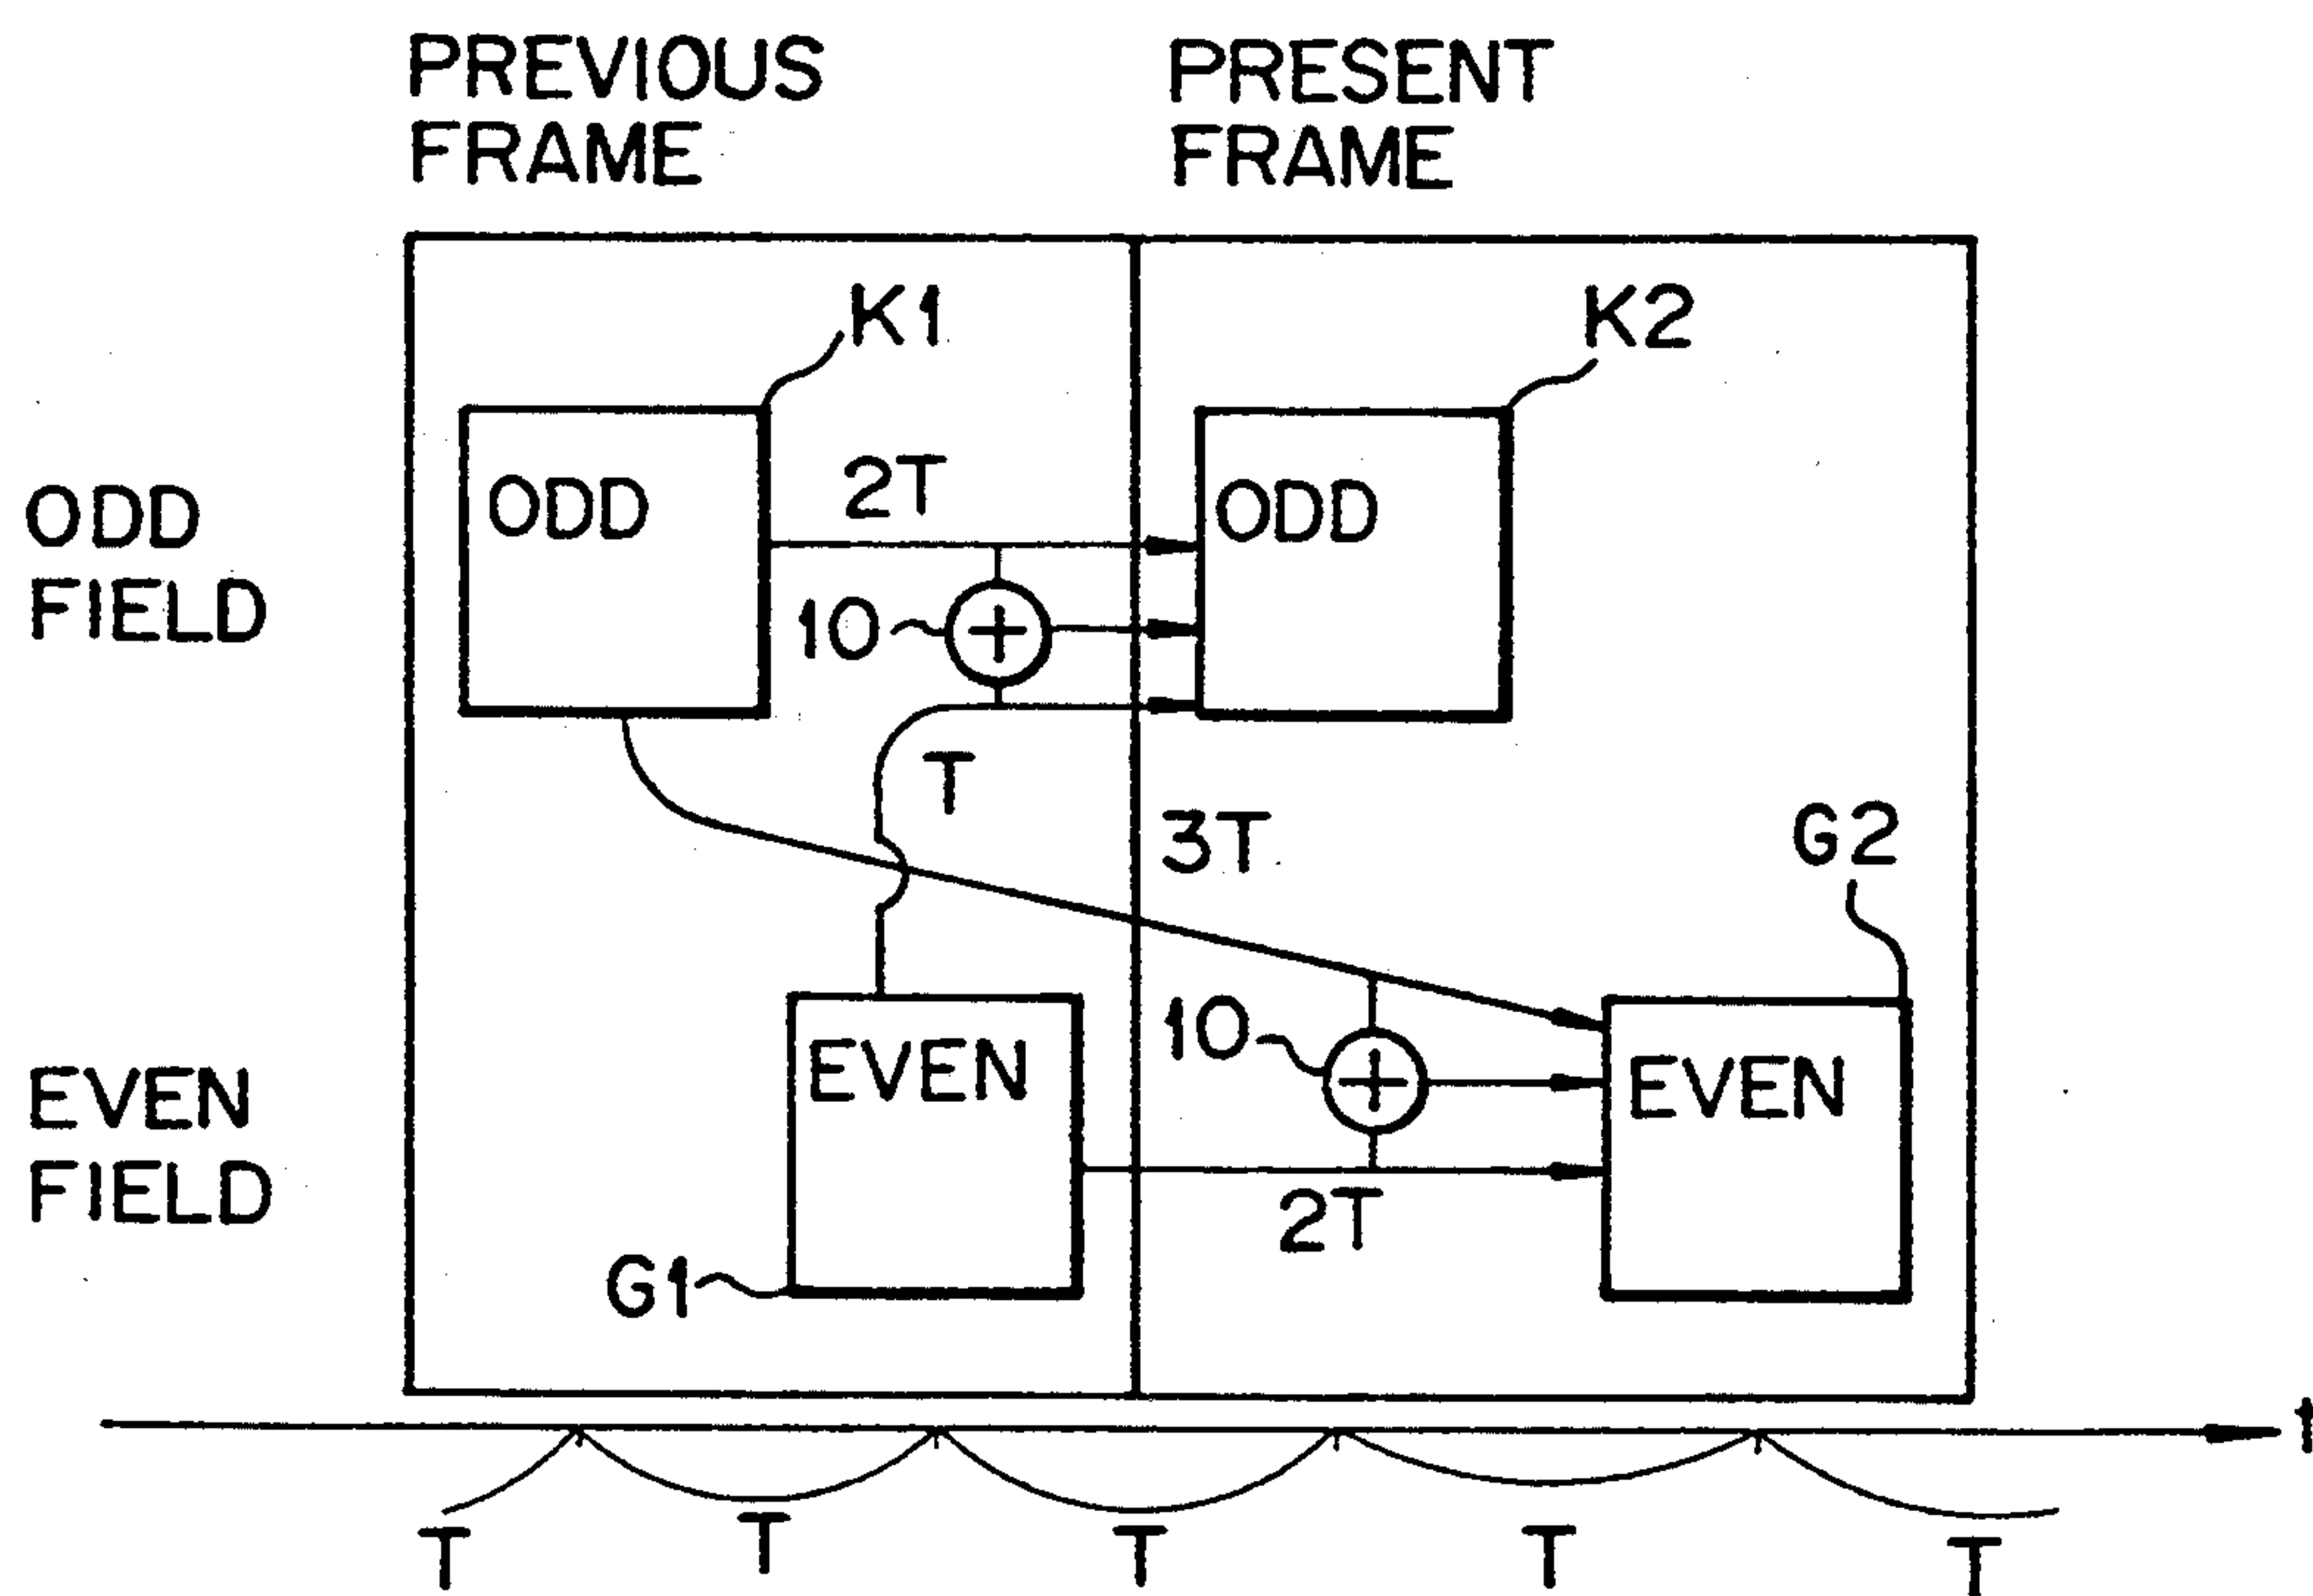 PREVIOUS
FRAME
PRESENT
FRAME
K1
K2
ODD
FIELD
ODD
2T
ODD
10
T
3T
G2
EVEN
FIELD
EVEN
10
EVEN
2T
G1
t
T
T
T
T
T